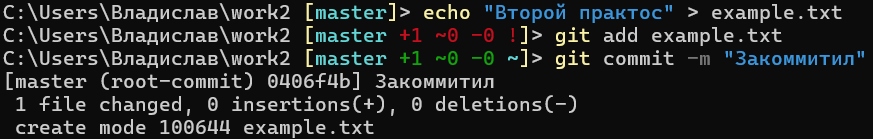 C:\Users\Владислав\work2 [master]> echo "Второй практос" > example.txt
C:\Users\Владислав\work2 [master +1 ~0 -0 !]> git add example.txt
C:\Users\Владислав\work2 [master +1 ~0 -0 ~]> git commit -m "Закоммитил"
[master (root-commit) 0406f4b] Закоммитил
 1 file changed, 0 insertions(+), 0 deletions(-)
 create mode 100644 example.txt